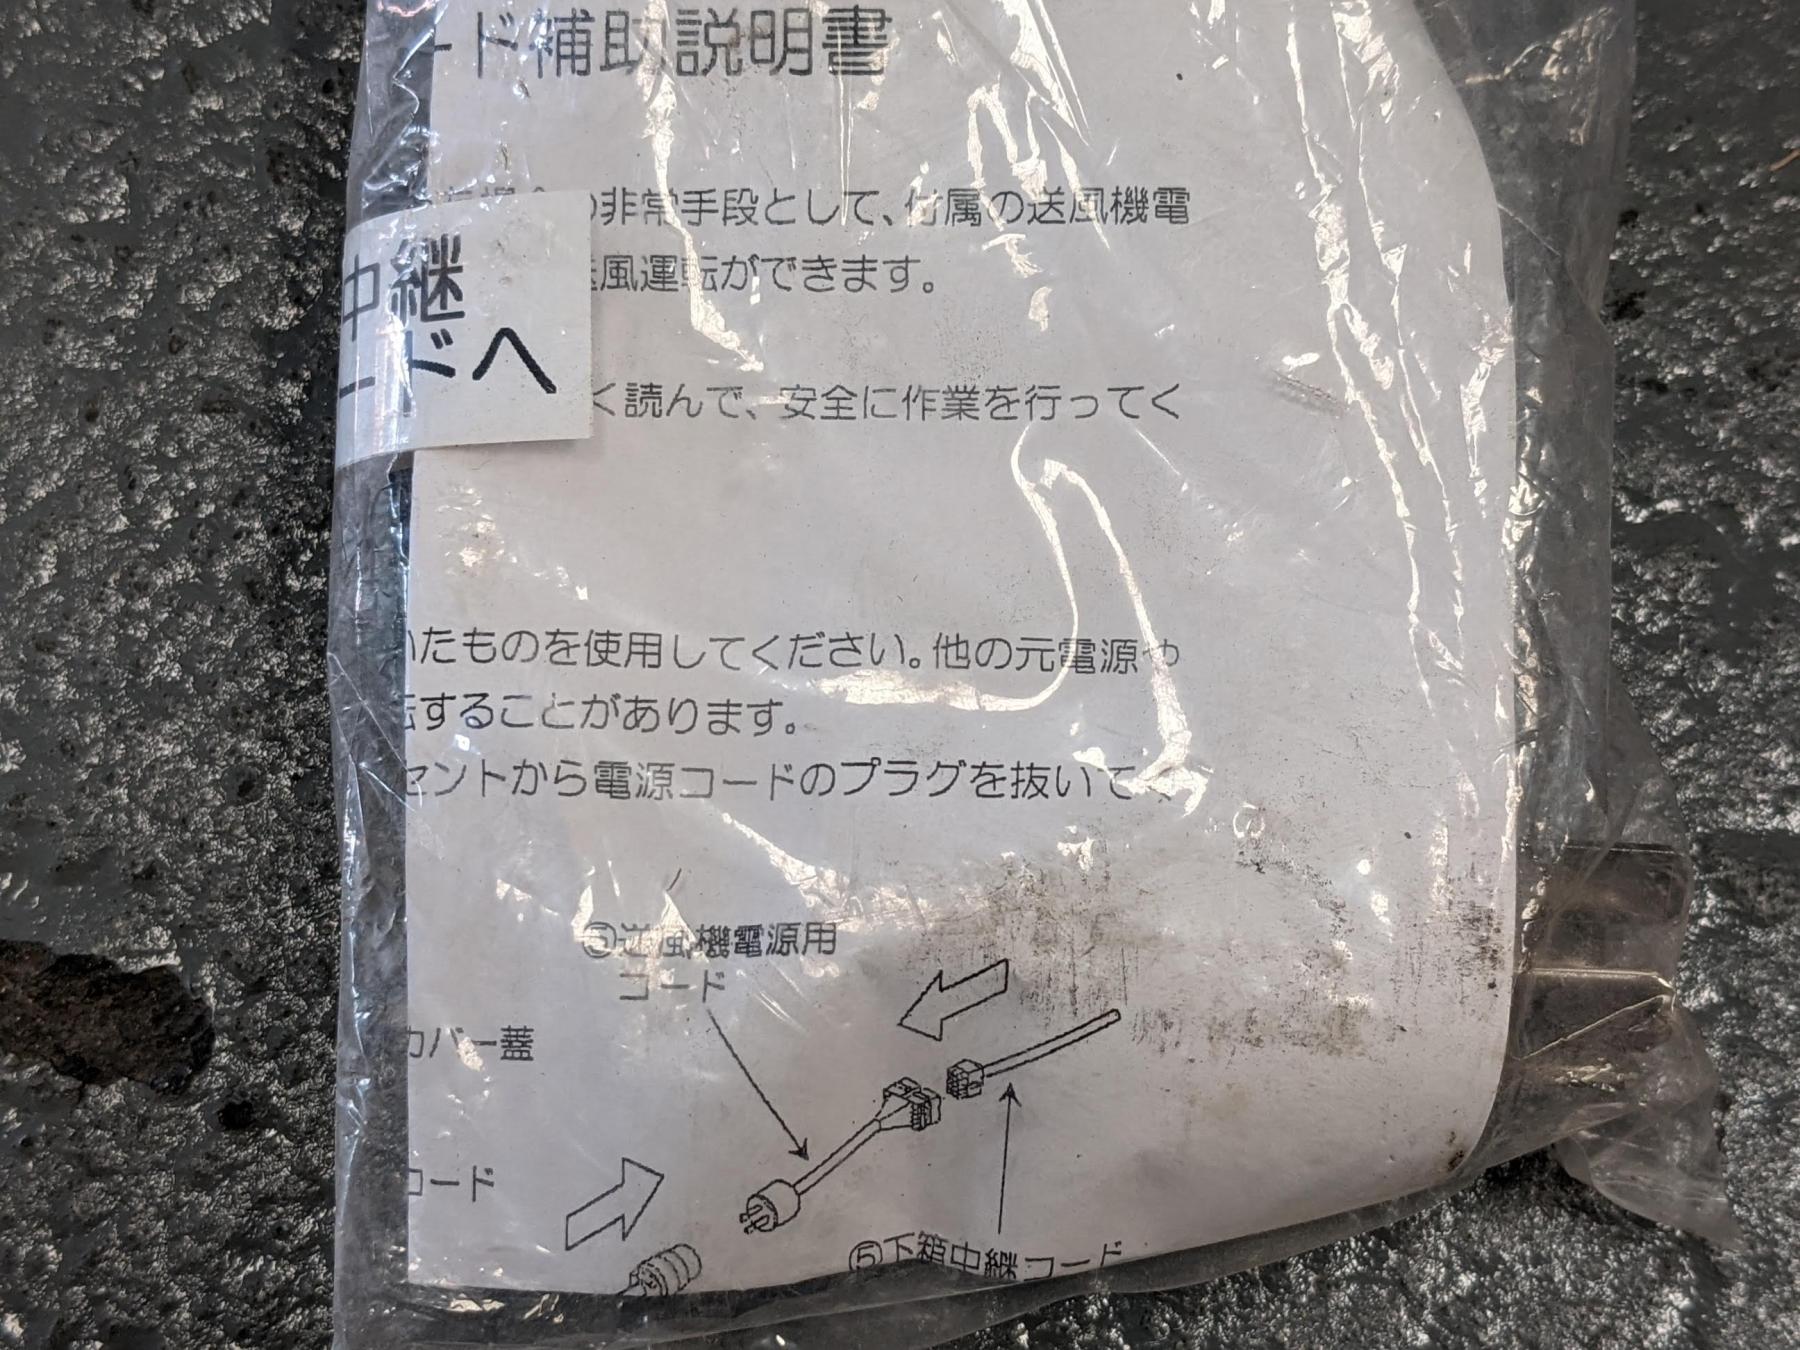 ード補助説明書
の非常手段として、付属の送風機電
送風運転ができます。
中継
ードへ
く読んで、安全に作業を行ってく
いたものを使用してください。他の元電源や
転することがあります。
セントから電源コードのプラグを抜いてく
送風機電源用
コード
カバー蓋
コード
⑤下箱中継コード